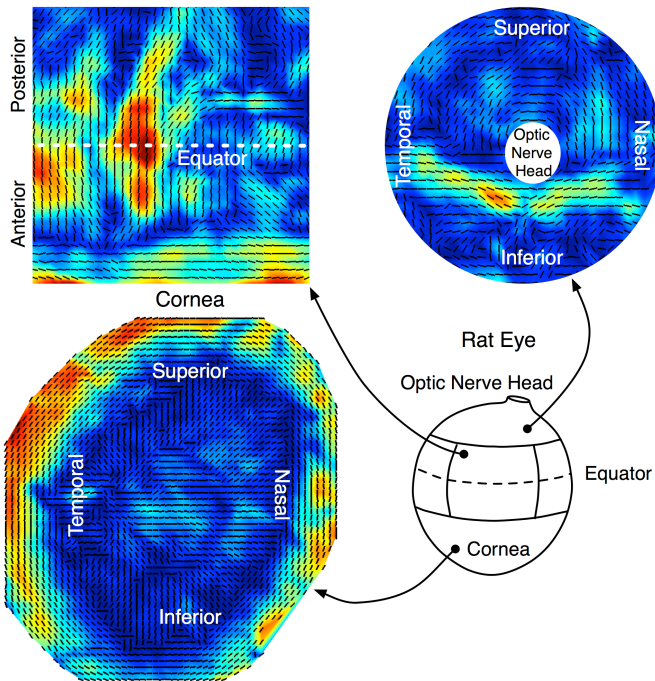 Posterior
Anterior
Equator
Superior
Temporal
Optic
Nerve
Head
Nasal
Inferior
Cornea
Superior
Temporal
Nasal
Inferior
Rat Eye
Optic Nerve Head
Equator
Cornea